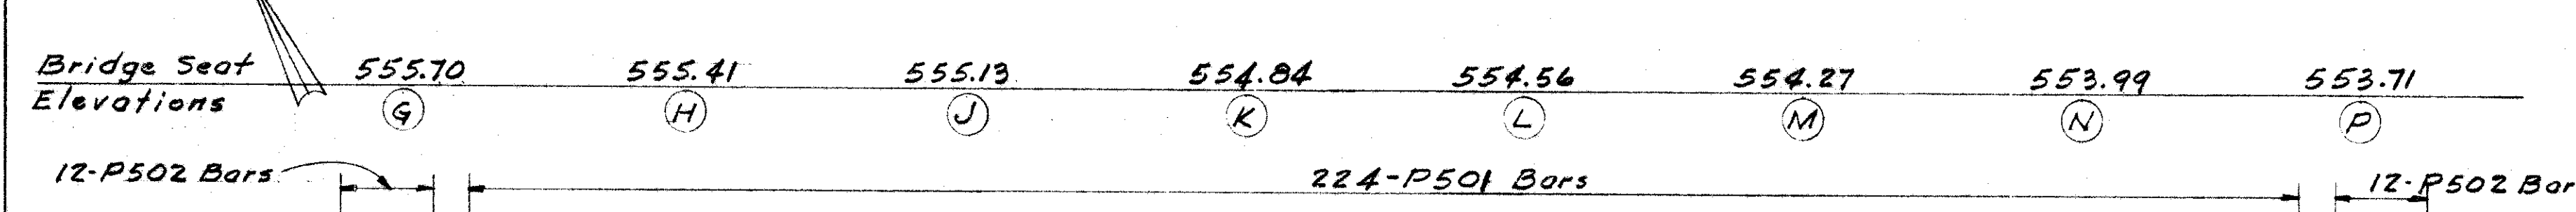 Bridge Seat 555.70 555.41 555.13 554.84 554.56 554.27 553.99 553.71
Elevations G H J K L M N P
12-P502 Bars 224-P501 Bars 12-P502 Bar